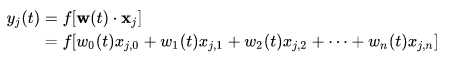 y_j(t) = f[𝐰(t) · 𝐱_j]
= f[w_0(t)x_{j,0} + w_1(t)x_{j,1} + w_2(t)x_{j,2} + ⋯ + w_n(t)x_{j,n}]